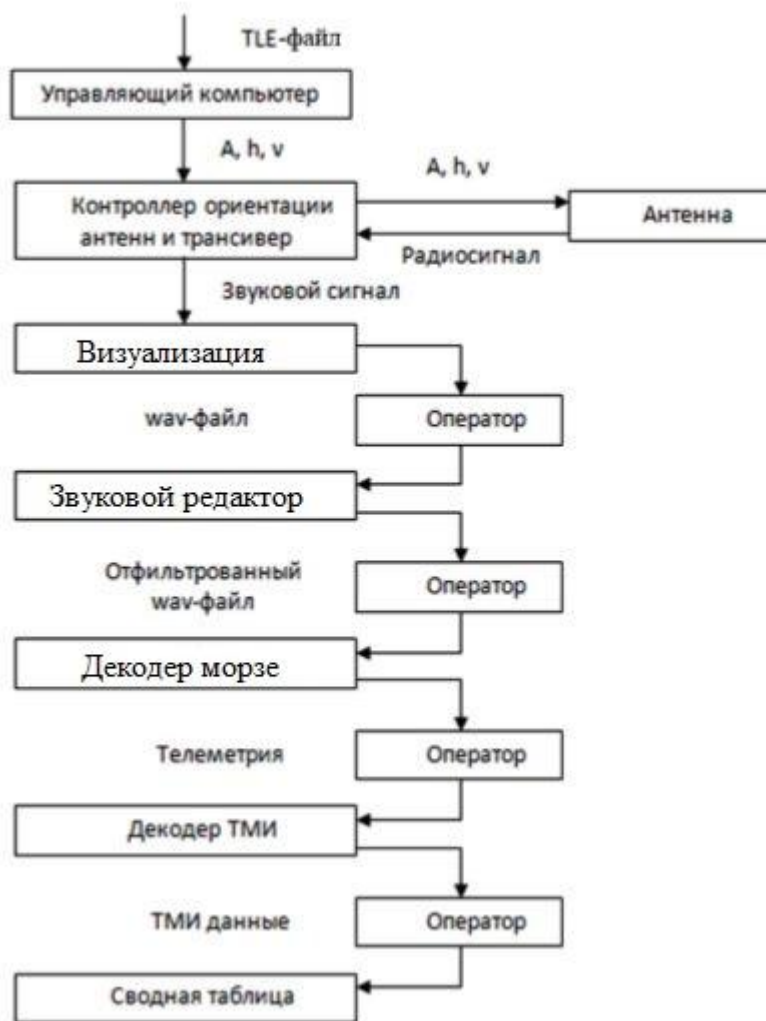 TLE-файл
Управляющий компьютер
A, h, v
A, h, v
Контроллер ориентации
антенн и трансивер
Антенна
Радиосигнал
Звуковой сигнал
Визуализация
wav-файл
Оператор
Звуковой редактор
Отфильтрованный
wav-файл
Оператор
Декодер морзе
Телеметрия
Оператор
Декодер ТМИ
ТМИ данные
Оператор
Сводная таблица